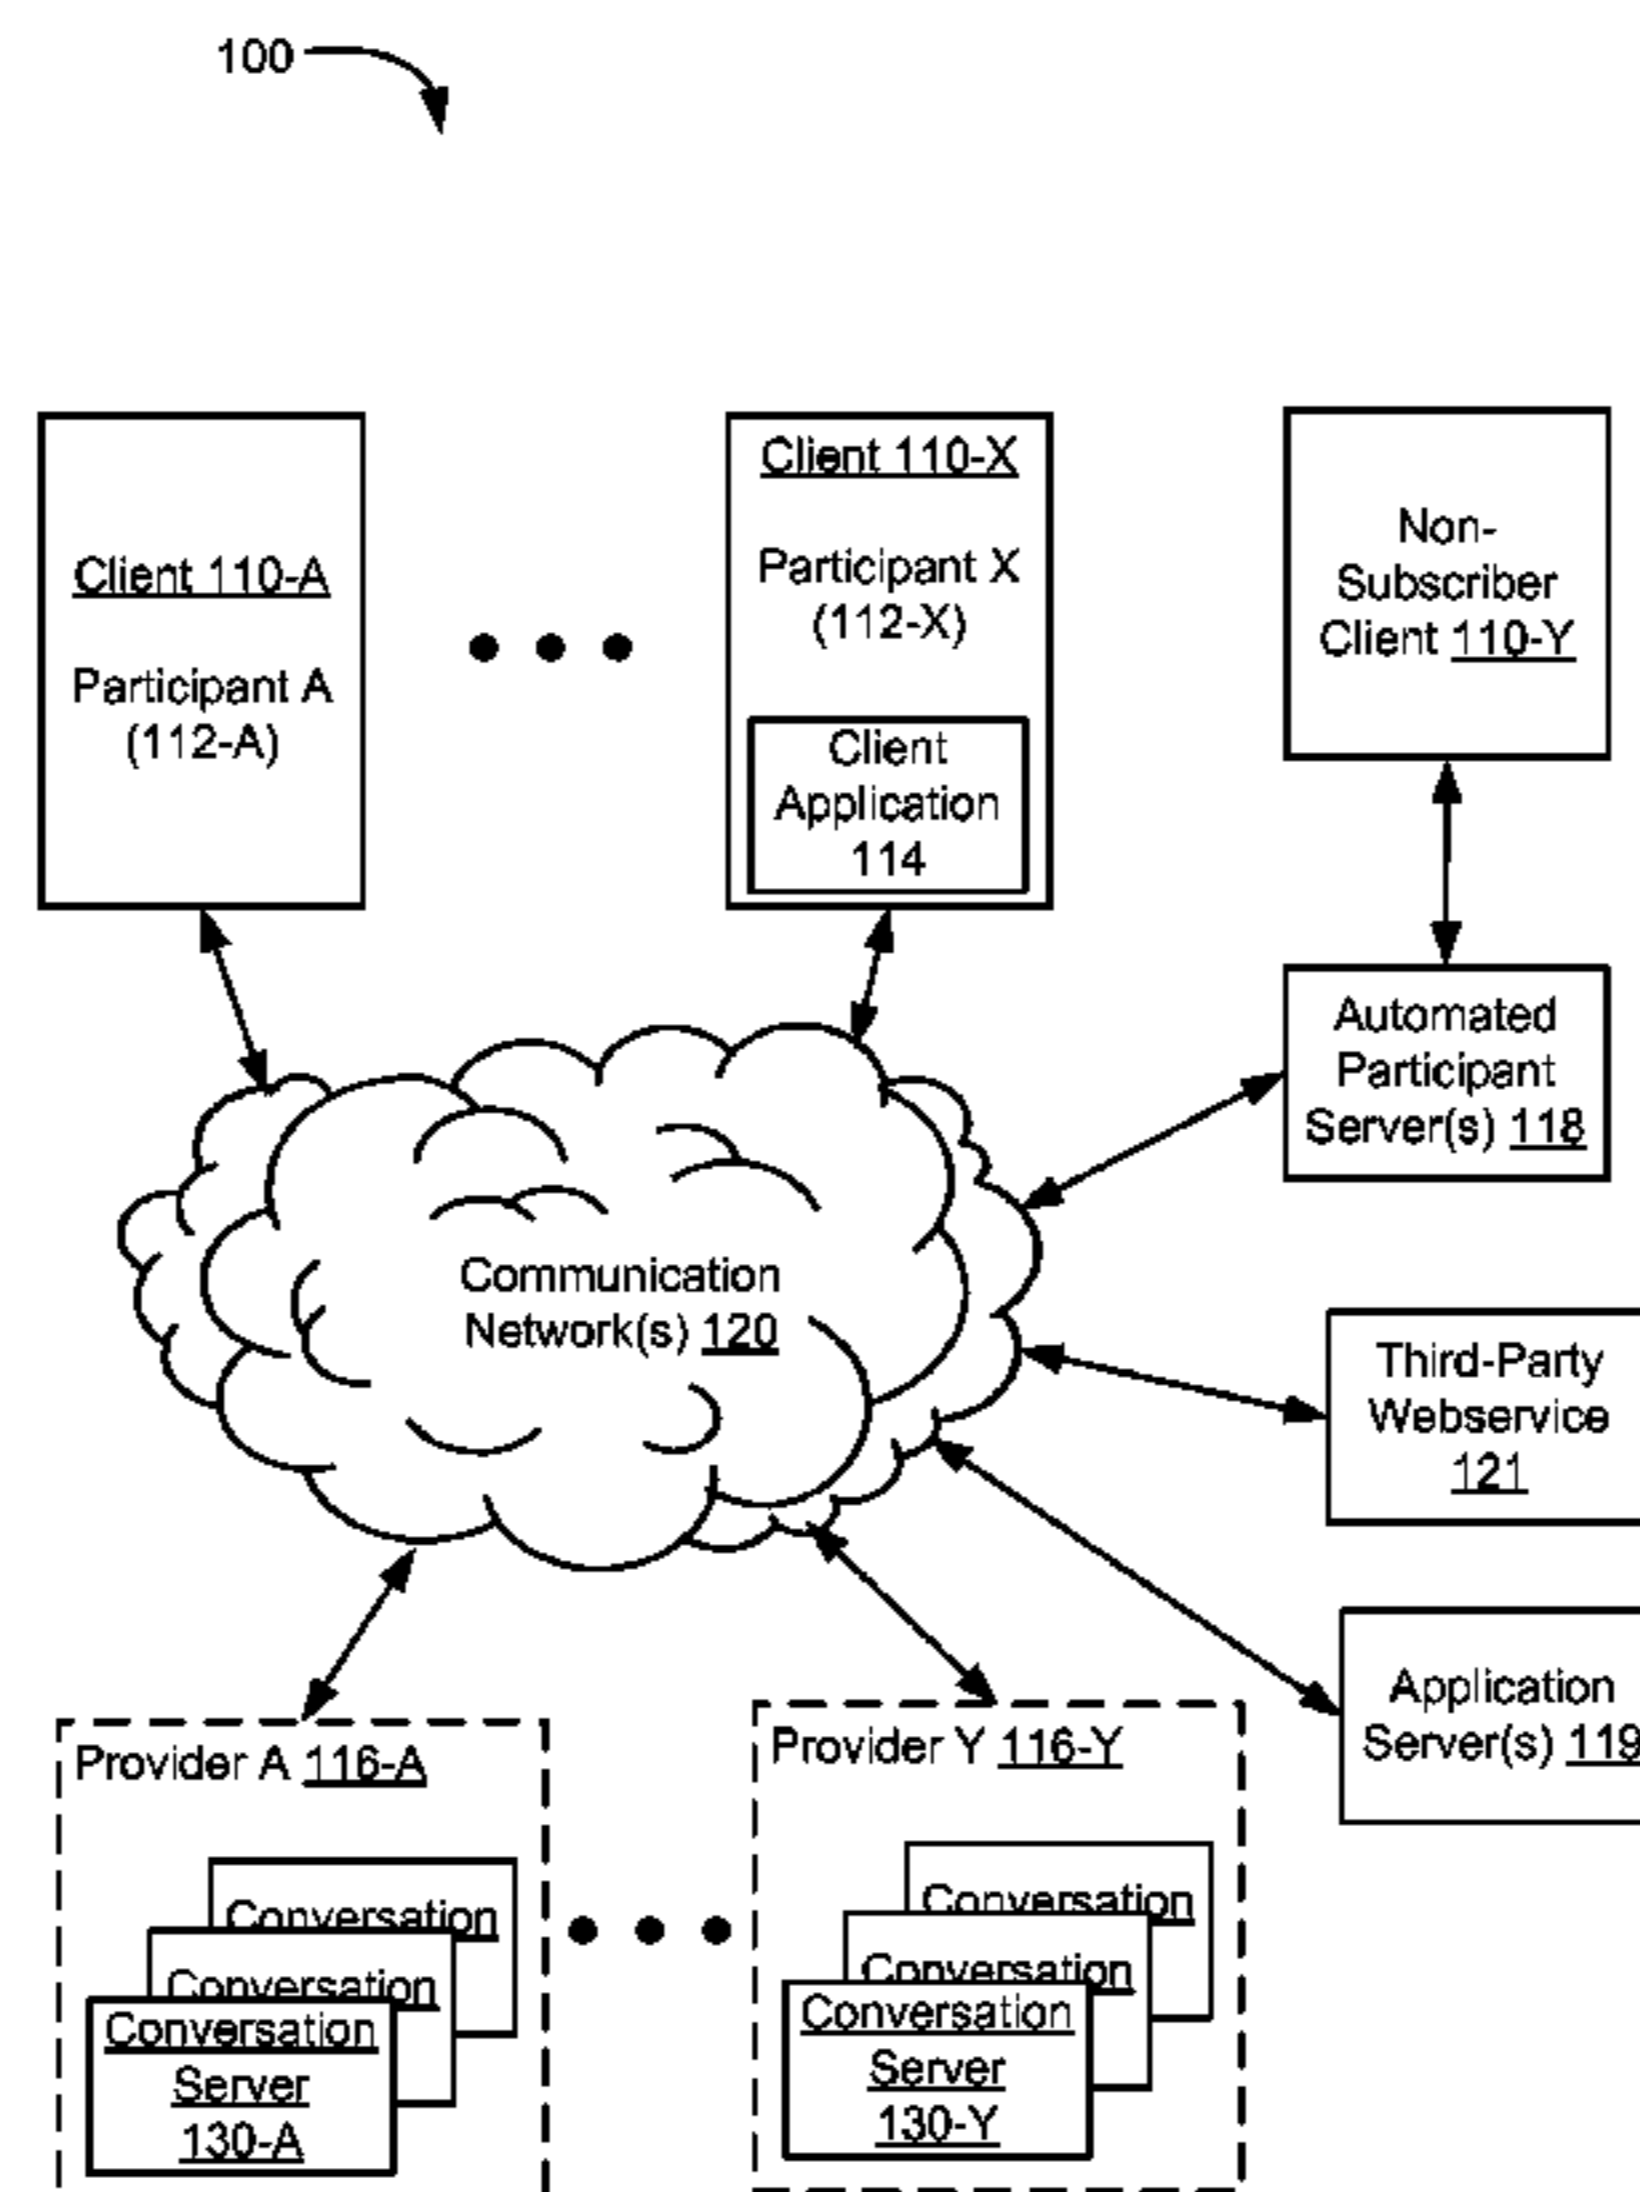 100
Client 110-A
Participant A
(112-A)
Client 110-X
Participant X
(112-X)
Client
Application
114
Non-
Subscriber
Client 110-Y
Automated
Participant
Server(s) 118
Communication
Network(s) 120
Third-Party
Webservice
121
Application
Server(s) 119
Provider A 116-A
Conversation
Conversation
Conversation
Server
130-A
Provider Y 116-Y
Conversation
Conversation
Conversation
Server
130-Y